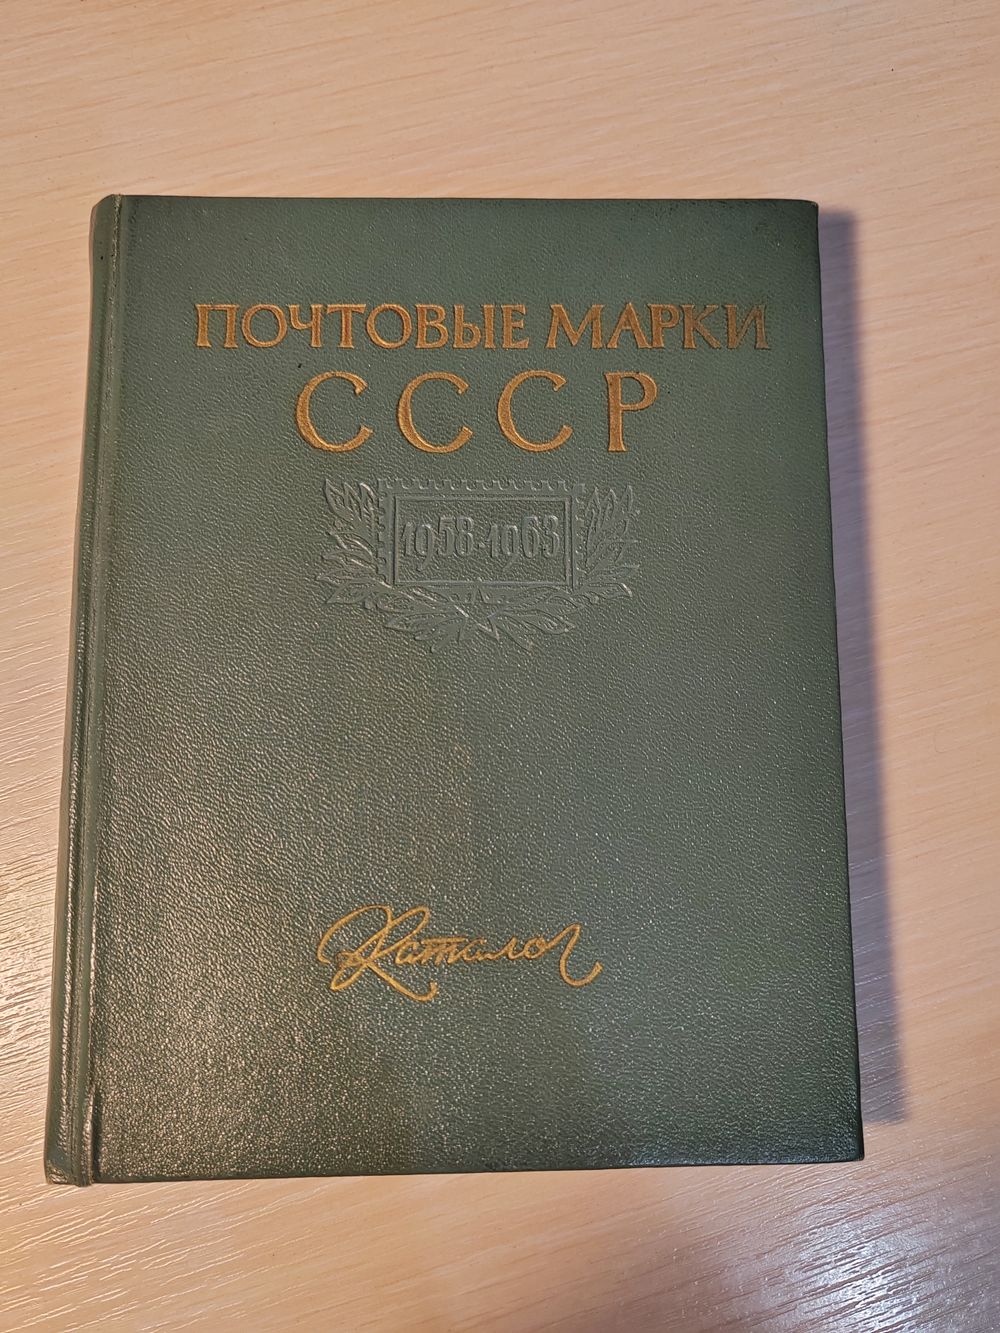 ПОЧТОВЫЕ МАРКИ
СССР
1958-1963
Каталог